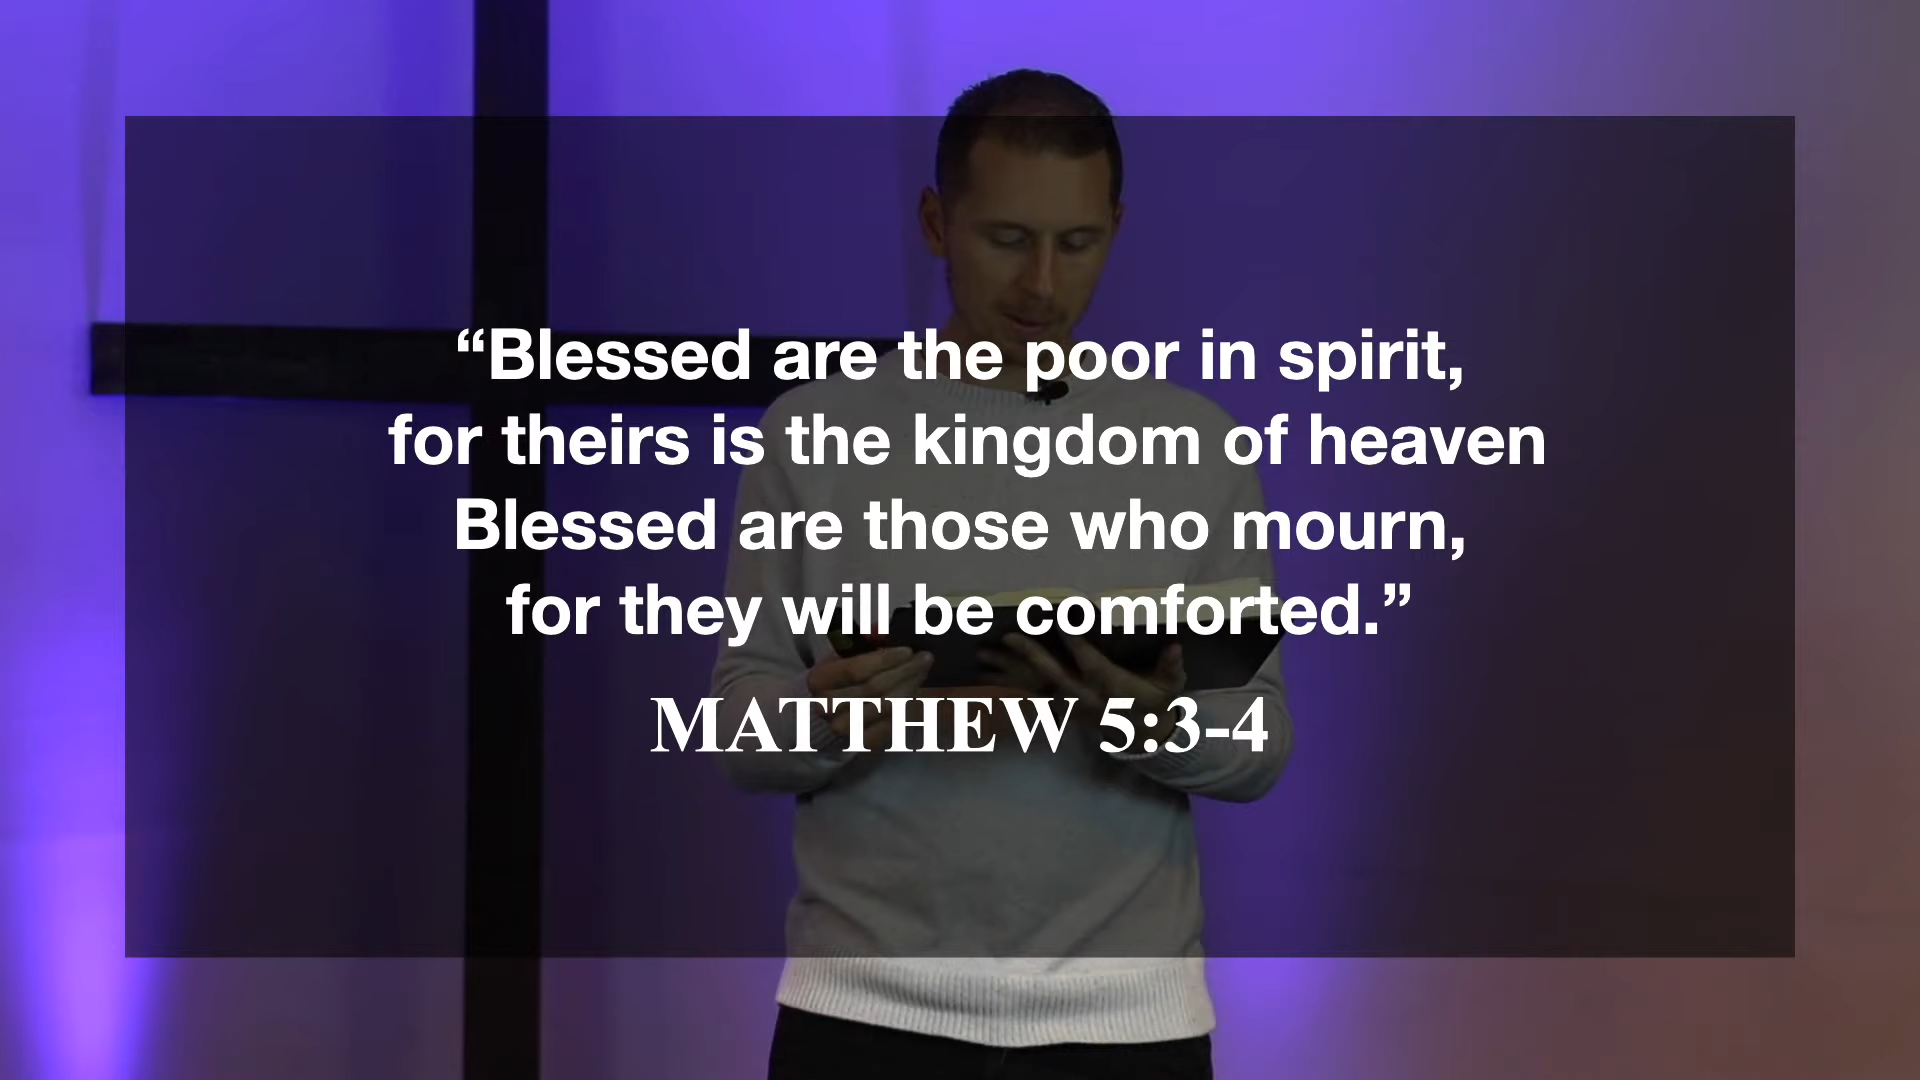 “Blessed are the poor in spirit,
for theirs is the kingdom of heaven
Blessed are those who mourn,
for they will be comforted.”
MATTHEW 5:3-4